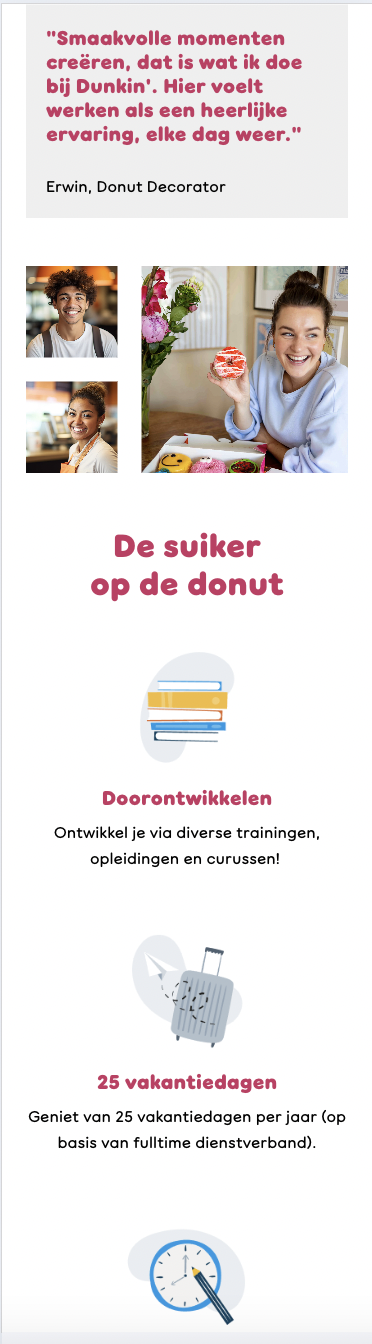 "Smaakvolle momenten
creëren, dat is wat ik doe
bij Dunkin'. Hier voelt
werken als een heerlijke
ervaring, elke dag weer."
Erwin, Donut Decorator
De suiker
op de donut
Doorontwikkelen
Ontwikkel je via diverse trainingen,
opleidingen en curussen!
25 vakantiedagen
Geniet van 25 vakantiedagen per jaar (op
basis van fulltime dienstverband).